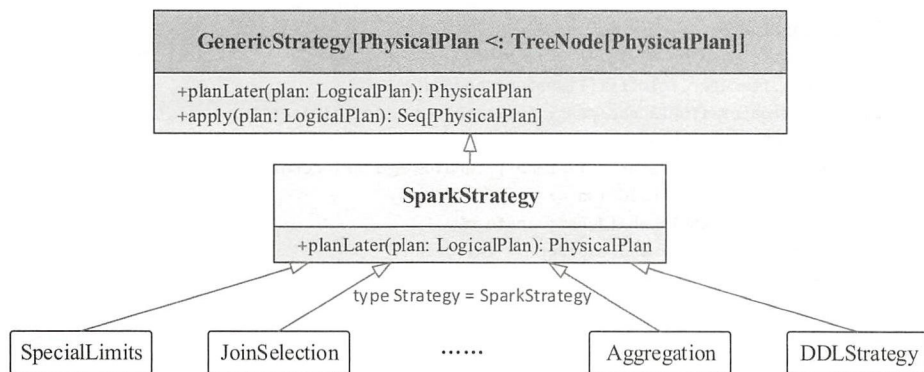 GenericStrategy[PhysicalPlan <: TreeNode[PhysicalPlan]]
+planLater(plan: LogicalPlan): PhysicalPlan
+apply(plan: LogicalPlan): Seq[PhysicalPlan]
SparkStrategy
+planLater(plan: LogicalPlan): PhysicalPlan
type Strategy = SparkStrategy
SpecialLimits JoinSelection ...... Aggregation DDLStrategy